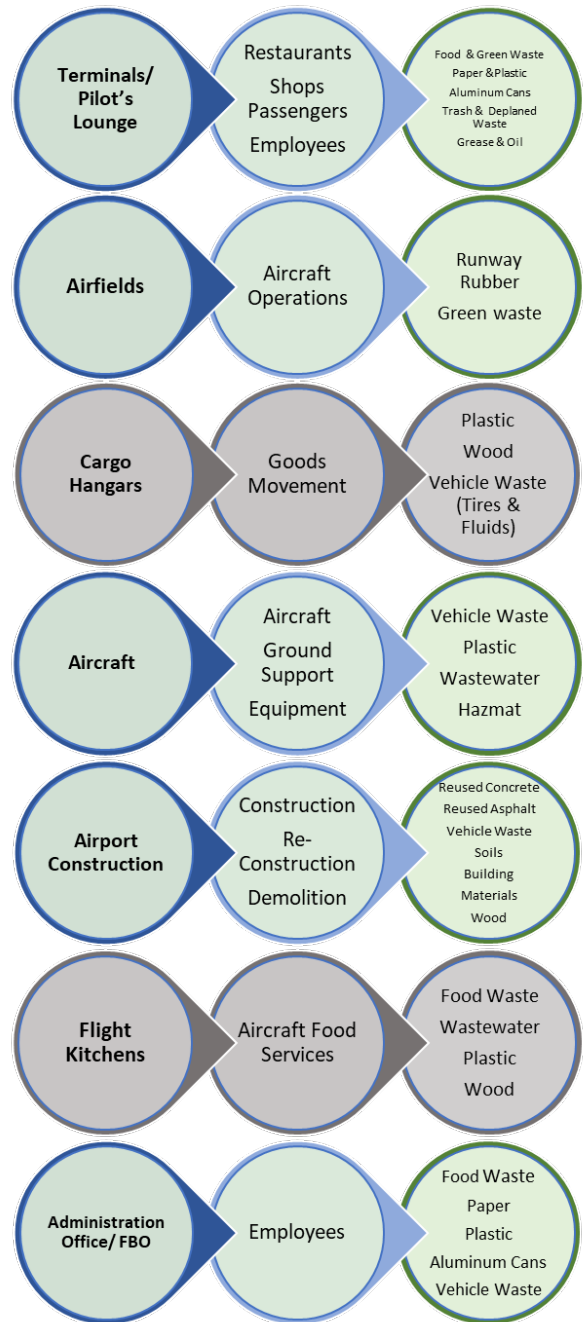 Terminals/
Pilot's
Lounge
Restaurants
Shops
Passengers
Employees
Food & Green Waste
Paper &Plastic
Aluminum Cans
Trash & Deplaned
Waste
Grease & Oil
Airfields
Aircraft
Operations
Runway
Rubber
Green waste
Cargo
Hangars
Goods
Movement
Plastic
Wood
Vehicle Waste
(Tires &
Fluids)
Aircraft
Aircraft
Ground
Support
Equipment
Vehicle Waste
Plastic
Wastewater
Hazmat
Airport
Construction
Construction
Re-
Construction
Demolition
Reused Concrete
Reused Asphalt
Vehicle Waste
Soils
Building
Materials
Wood
Flight
Kitchens
Aircraft Food
Services
Food Waste
Wastewater
Plastic
Wood
Administration
Office/ FBO
Employees
Food Waste
Paper
Plastic
Aluminum Cans
Vehicle Waste